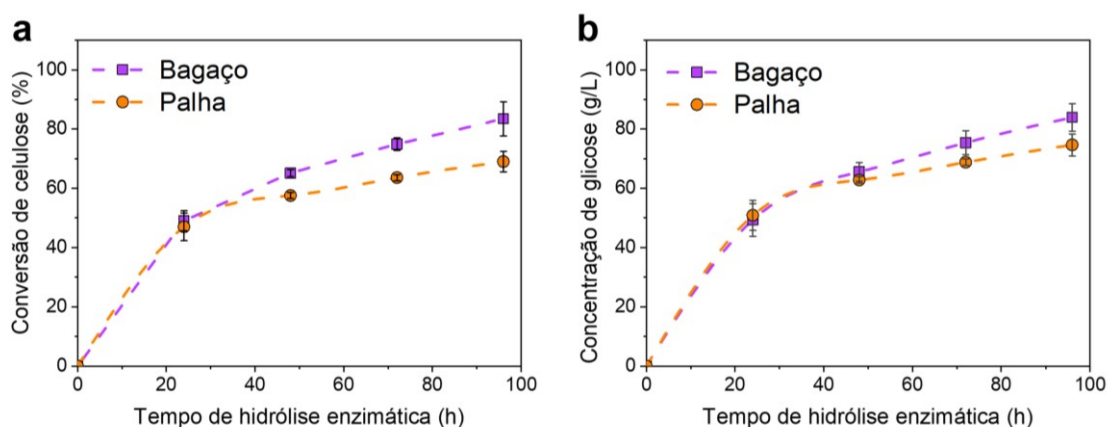 a
Conversão de celulose (%)
100
80
60
40
20
0
Bagaço
Palha
0 20 40 60 80 100
Tempo de hidrólise enzimática (h)
b
Concentração de glicose (g/L)
100
80
60
40
20
0
Bagaço
Palha
0 20 40 60 80 100
Tempo de hidrólise enzimática (h)